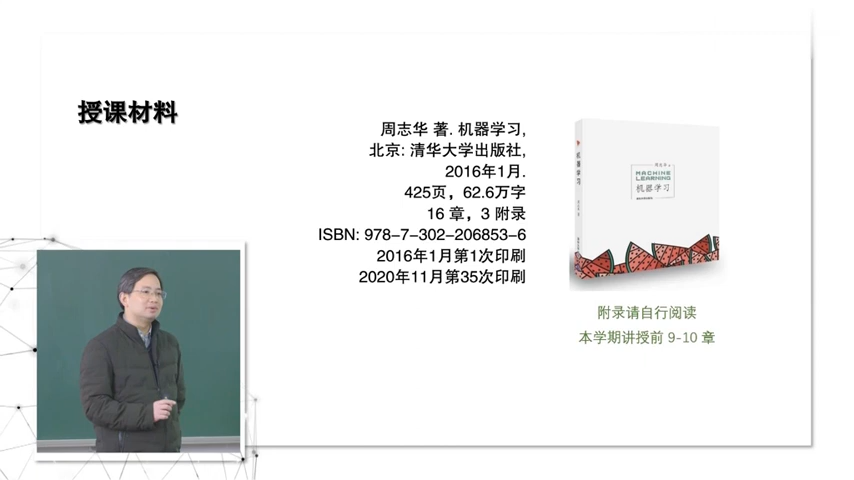 授课材料
周志华 著. 机器学习,
北京: 清华大学出版社,
2016年1月.
425页，62.6万字
16 章，3 附录
ISBN: 978-7-302-206853-6
2016年1月第1次印刷
2020年11月第35次印刷
机器学习
MACHINE
LEARNING
机器学习
附录请自行阅读
本学期讲授前 9-10 章